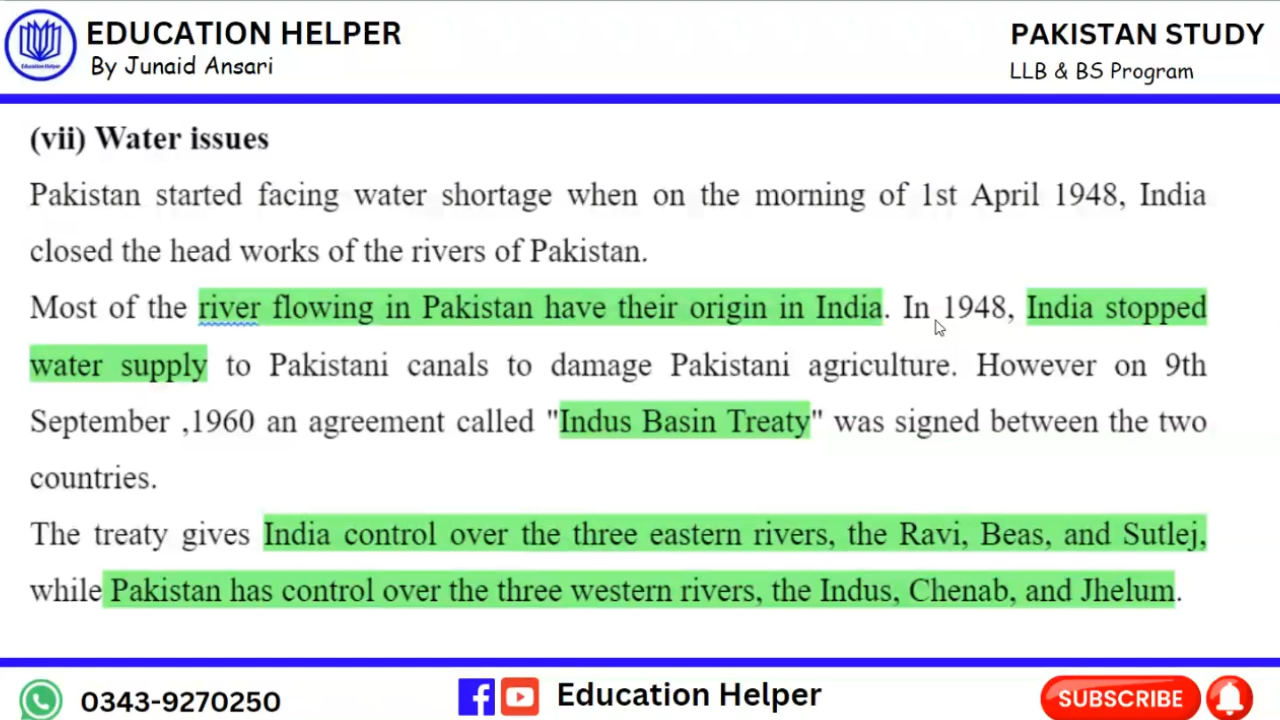 EDUCATION HELPER
By Junaid Ansari
PAKISTAN STUDY
LLB & BS Program
(vii) Water issues
Pakistan started facing water shortage when on the morning of 1st April 1948, India
closed the head works of the rivers of Pakistan.
Most of the river flowing in Pakistan have their origin in India. In 1948, India stopped
water supply to Pakistani canals to damage Pakistani agriculture. However on 9th
September ,1960 an agreement called "Indus Basin Treaty" was signed between the two
countries.
The treaty gives India control over the three eastern rivers, the Ravi, Beas, and Sutlej,
while Pakistan has control over the three western rivers, the Indus, Chenab, and Jhelum.
0343-9270250
Education Helper
SUBSCRIBE